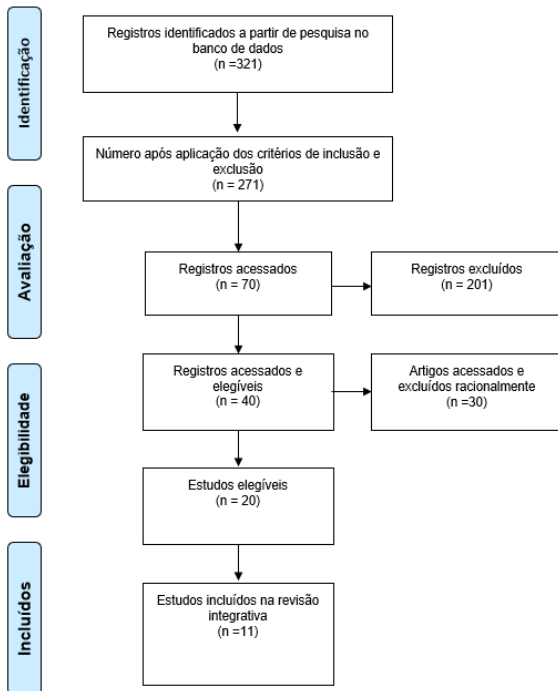 Identificação
Registros identificados a partir de pesquisa no
banco de dados
(n =321)
Número após aplicação dos critérios de inclusão e
exclusão
(n = 271)
Avaliação
Registros acessados
(n = 70)
Registros excluídos
(n = 201)
Elegibilidade
Registros acessados e
elegíveis
(n = 40)
Artigos acessados e
excluídos racionalmente
(n =30)
Estudos elegíveis
(n = 20)
Incluídos
Estudos incluídos na revisão
integrativa
(n =11)